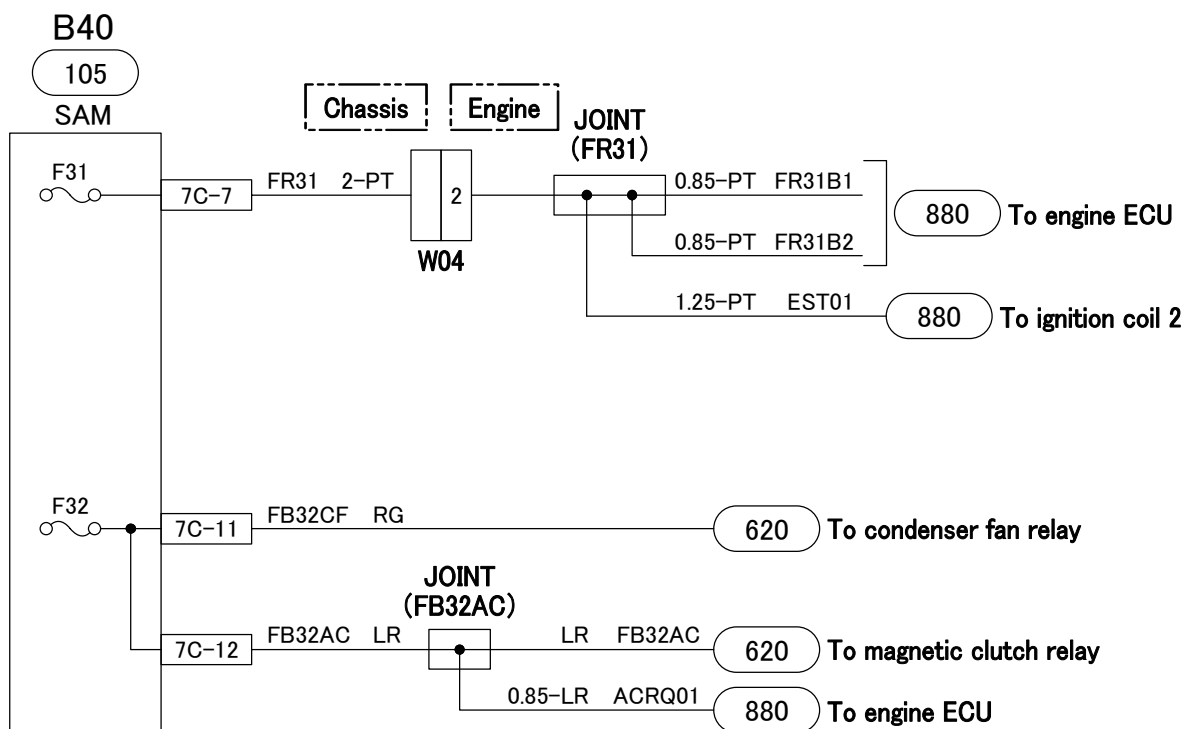 B40
105
SAM
Chassis
Engine
JOINT
(FR31)
F31
7C-7
FR31 2-PT
2
W04
0.85-PT FR31B1
0.85-PT FR31B2
880 To engine ECU
1.25-PT EST01
880 To ignition coil 2
F32
7C-11
FB32CF RG
620 To condenser fan relay
JOINT
(FB32AC)
7C-12
FB32AC LR
LR FB32AC
620 To magnetic clutch relay
0.85-LR ACRQ01
880 To engine ECU